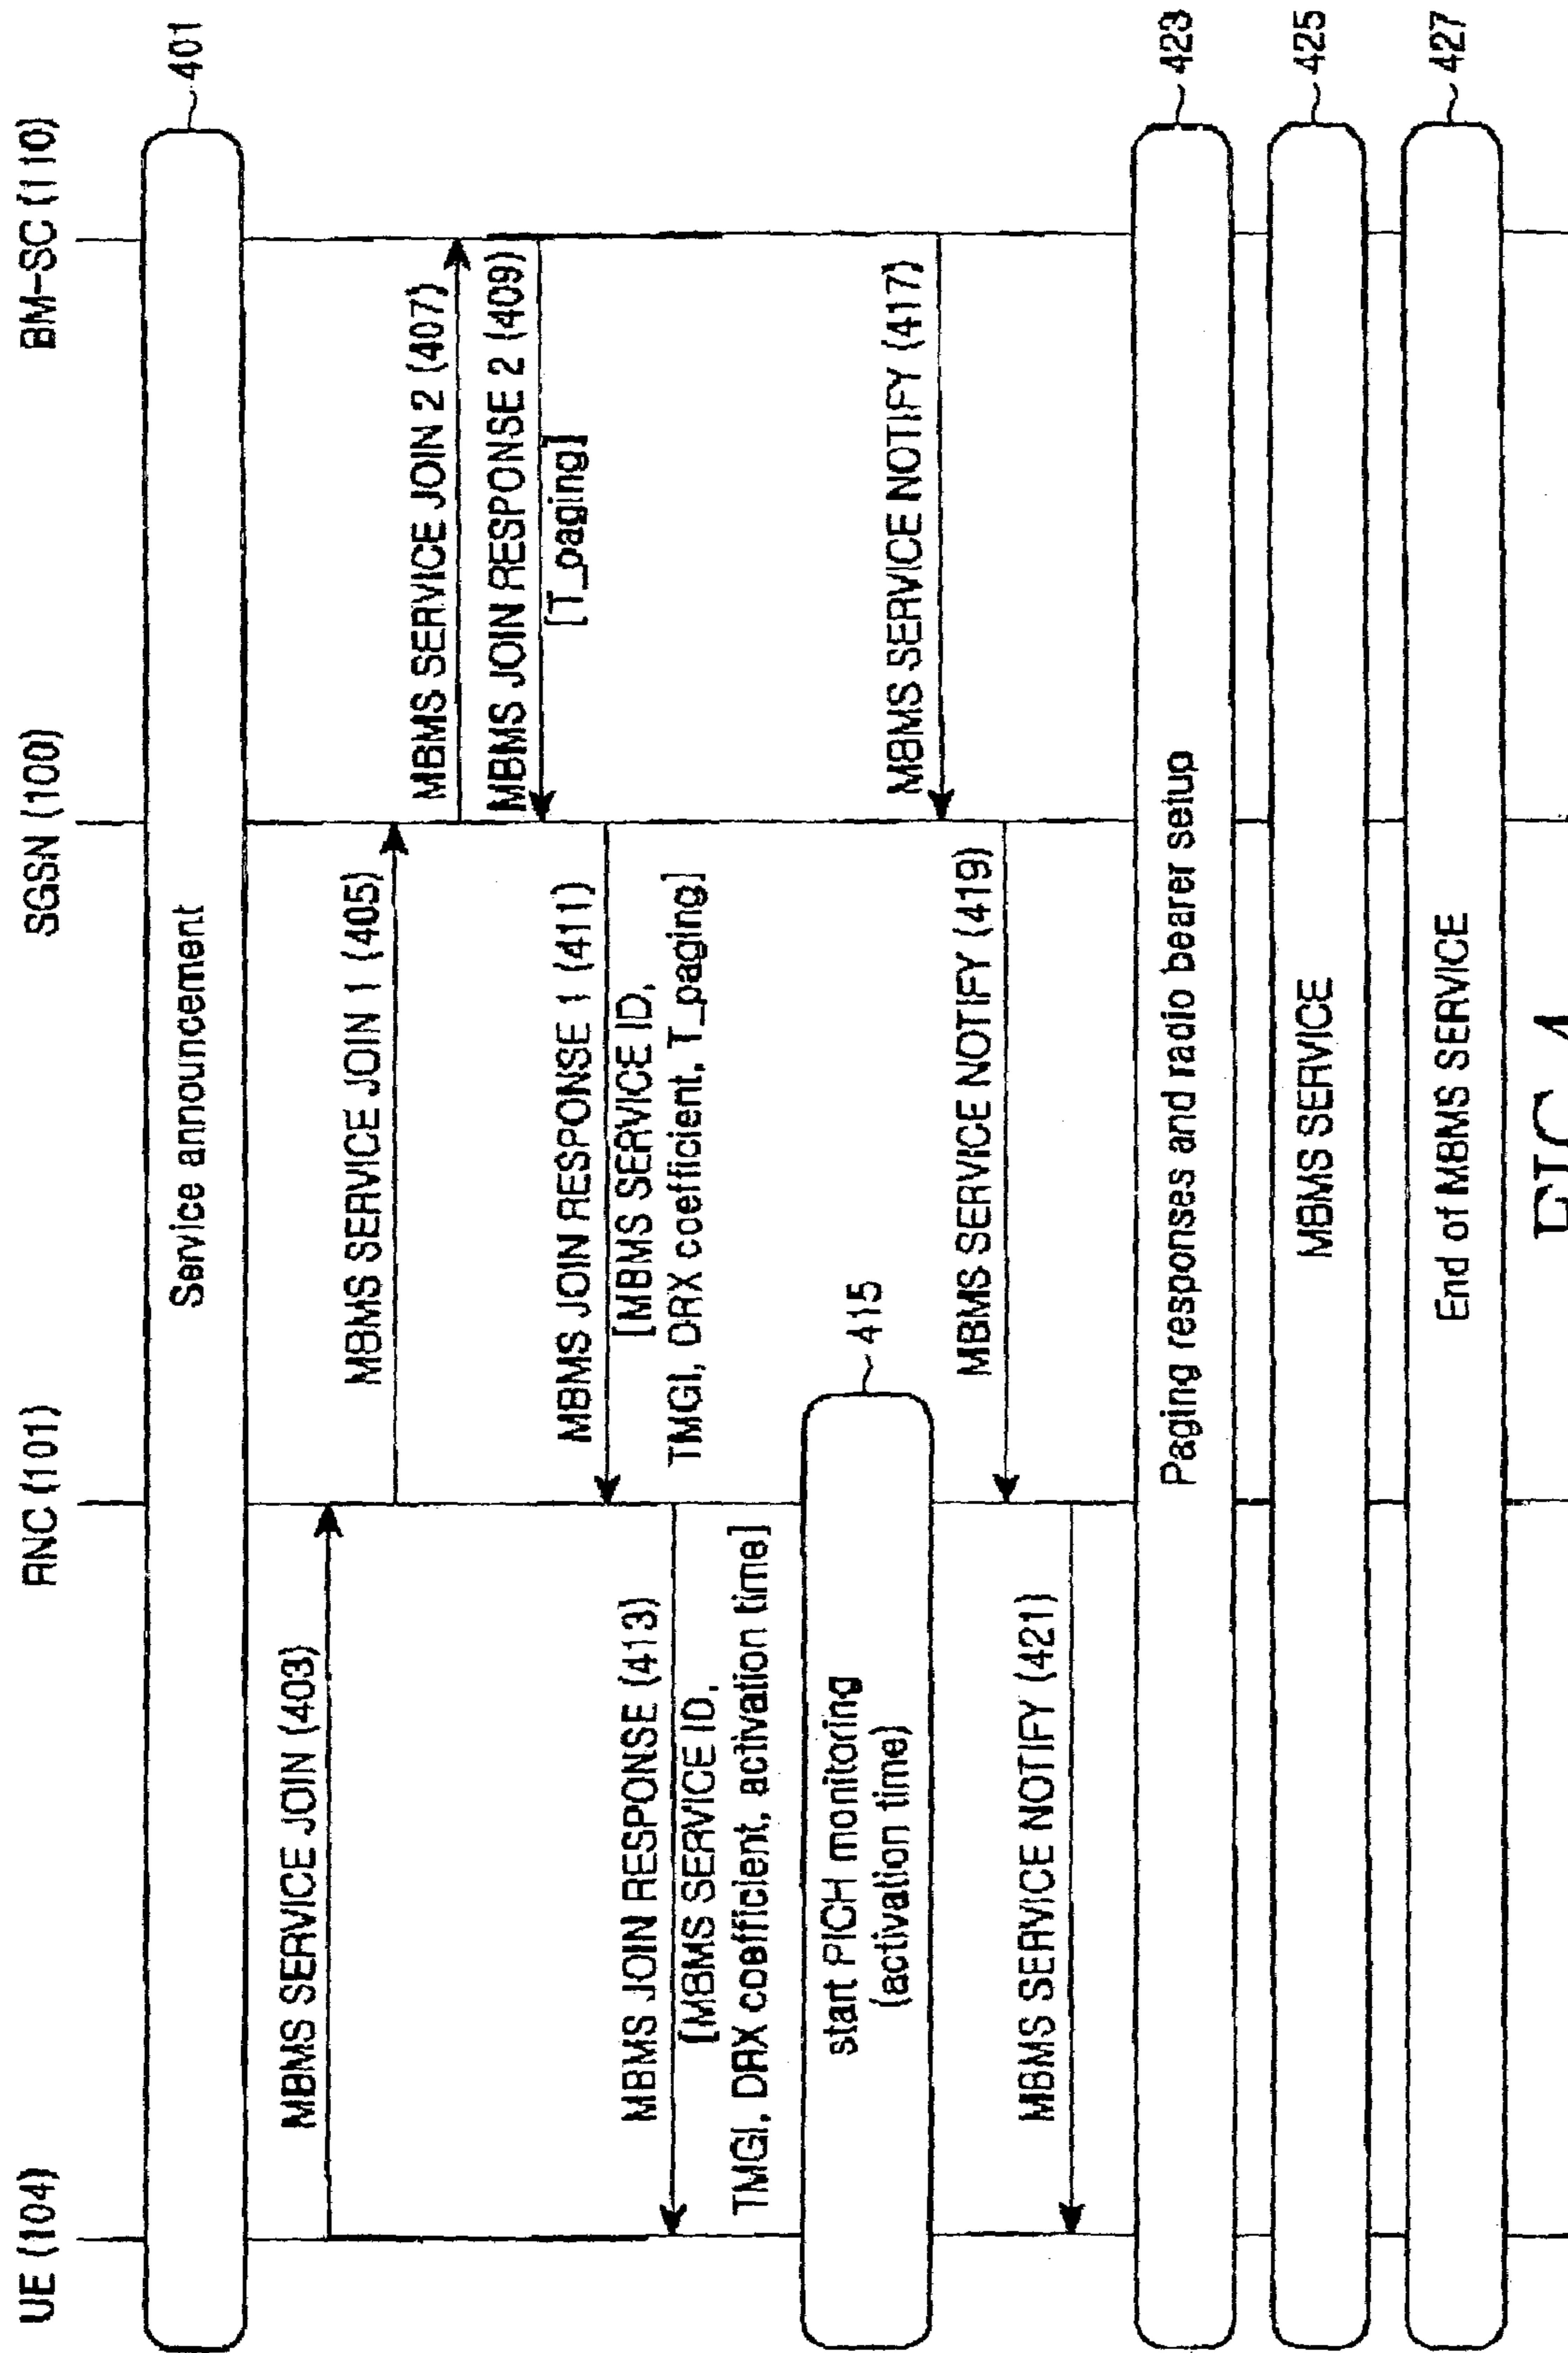 UE (104)
RNC (101)
SGSN (100)
BM-SC (110)
Service announcement
401
MBMS SERVICE JOIN (403)
MBMS SERVICE JOIN 1 (405)
MBMS SERVICE JOIN 2 (407)
MBMS JOIN RESPONSE 2 (409)
[T_paging]
MBMS JOIN RESPONSE 1 (411)
[MBMS SERVICE ID,
TMGI, DRX coefficient, T_paging]
MBMS JOIN RESPONSE (413)
[MBMS SERVICE ID,
TMGI, DRX coefficient, activation time]
start PICH monitoring
(activation time)
415
MBMS SERVICE NOTIFY (417)
MBMS SERVICE NOTIFY (419)
MBMS SERVICE NOTIFY (421)
Paging responses and radio bearer setup
423
MBMS SERVICE
425
End of MBMS SERVICE
427